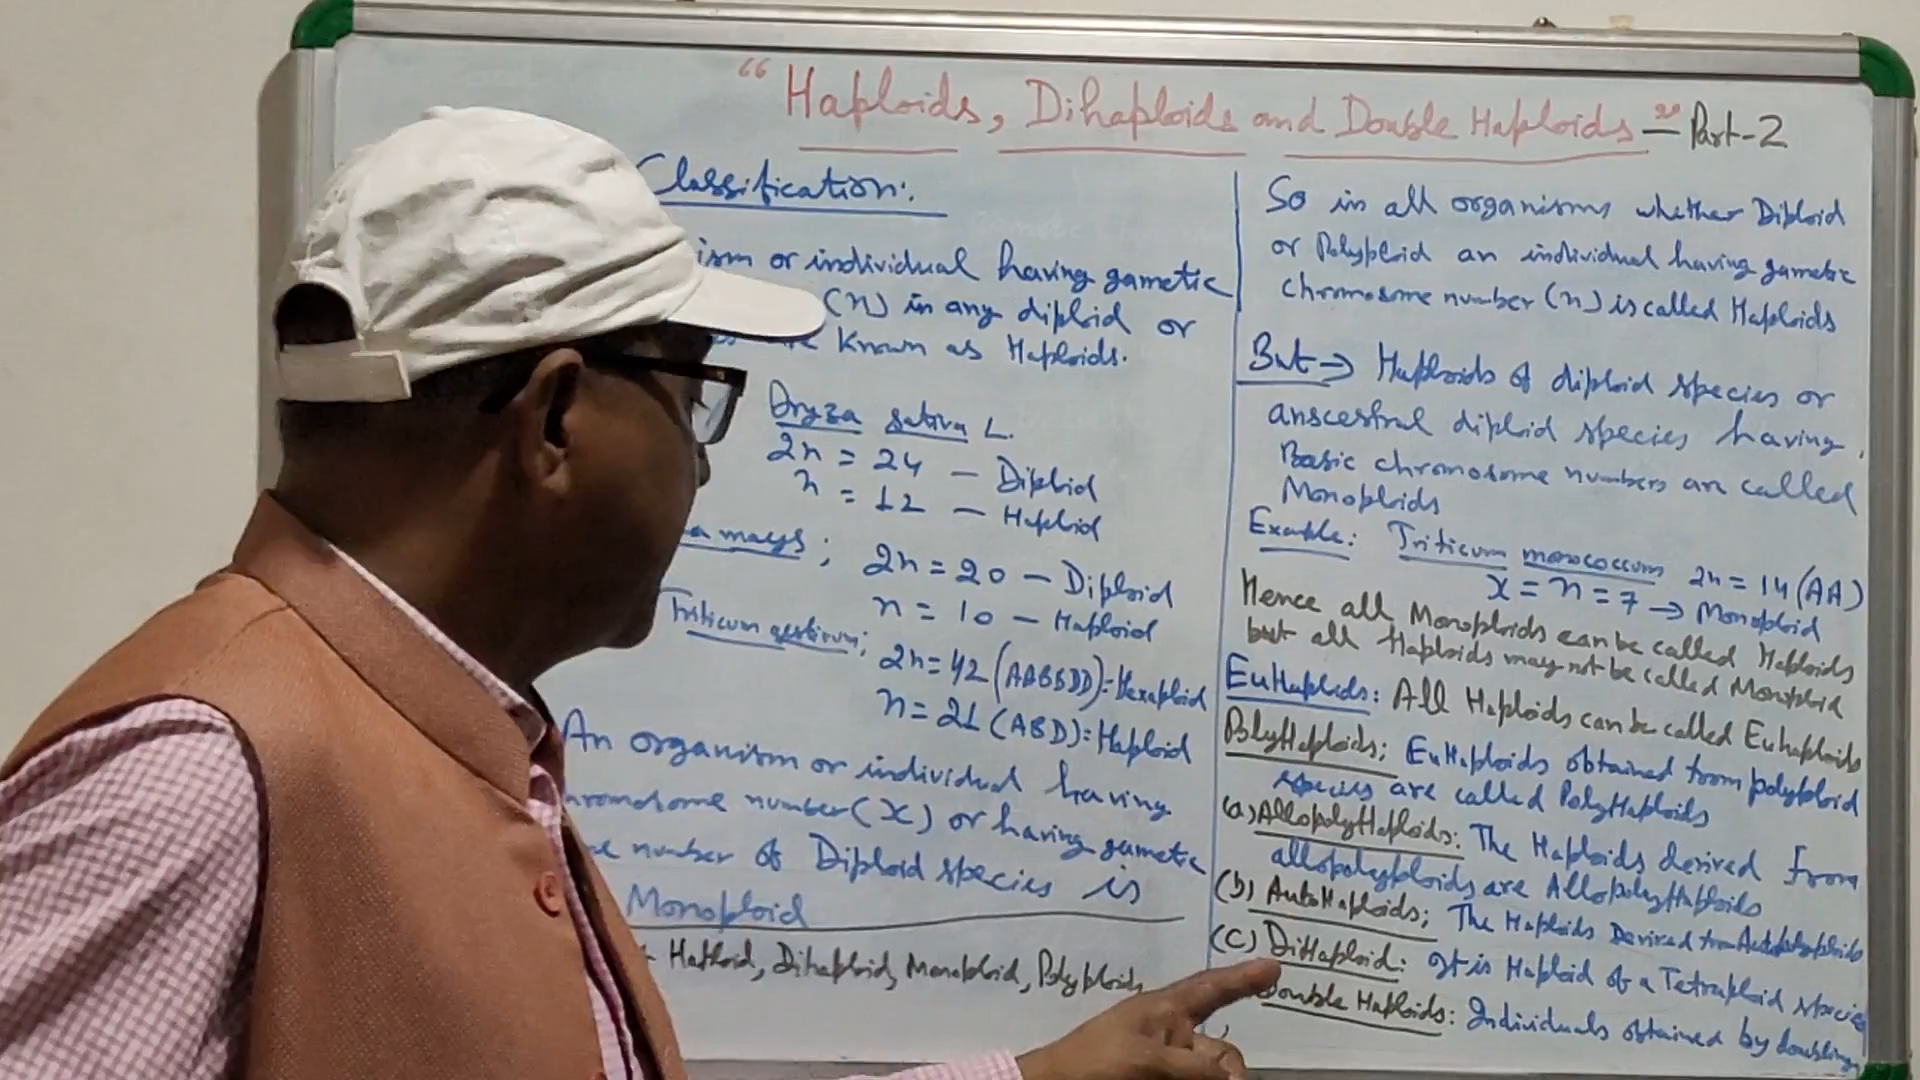 "Haploids, Dihaploids and Double Haploids" - Part-2
Classification:
ism or individual having gametic
(n) in any diploid or
Known as Haploids.
Oryza sativa L.
2n = 24 - Diploid
n = 12 - Haploid
a mays; 2n = 20 - Diploid
n = 10 - Haploid
Triticum aestivum; 2n=42 (AABBDD)=Hexaploid
n=21 (ABD)=Haploid
An organism or individual having
romosome number(x) or having gametic
number of Diploid species is
Monoploid
- Haploid, Dihaploid, Monoploid, Polyploids
So in all organisms whether Diploid
or Polyploid an individual having gametic
chromosome number (n) is called Haploids
But → Haploids of diploid species or
anscestral diploid species having
Basic chromosome numbers are called
Monoploids
Example: Triticum monococcum 2n = 14 (AA)
x = n = 7 → Monoploid
Hence all Monoploids can be called Haploids
but all Haploids may not be called Monoploid
EuHaploids: All Haploids can be called Euhaploids
PolyHaploids; EuHaploids obtained from polyploid
species are called PolyHaploids
(a) AllopolyHaploids: The Haploids derived from
allopolyploids are AllopolyHaploids
(b) AutoHaploids; The Haploids Derived from
(c) DiHaploid: It is Haploid of a Tetraploid species
Double Haploids: Individuals obtained by doubling